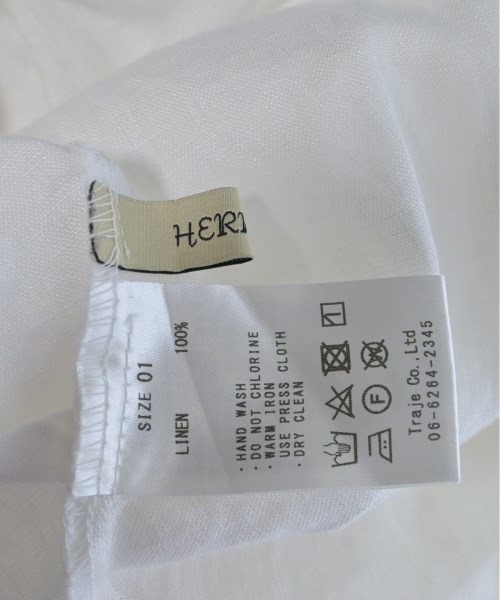 HERI
SIZE 01
LINEN 100%
・HAND WASH
・DO NOT CHLORINE
・WARM IRON
USE PRESS CLOTH
・DRY CLEAN
F
Traje Co.,Ltd
06-6264-2345